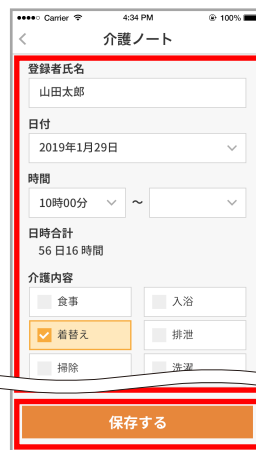 Carrier 4:34 PM 100%
介護ノート
登録者氏名
山田太郎
日付
2019年1月29日
時間
10時00分 〜
日時合計
56 日16 時間
介護内容
食事 入浴
着替え 排泄
掃除 洗濯
保存する